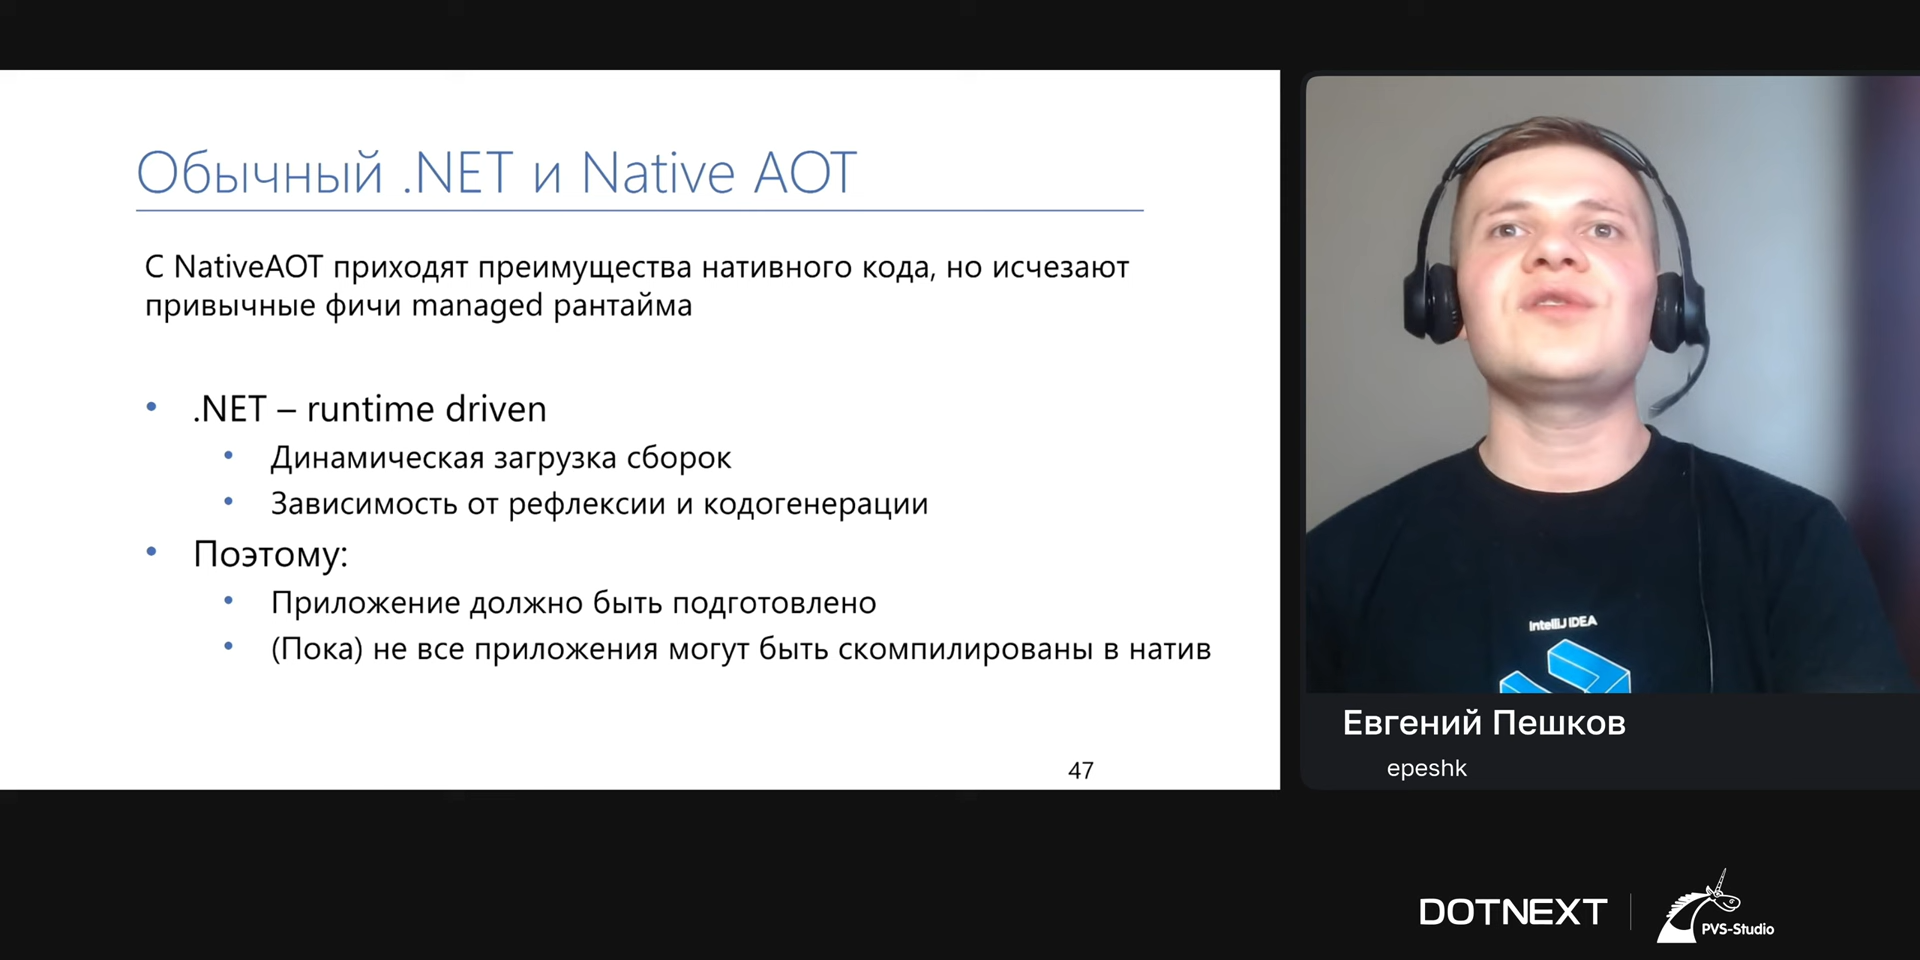 Обычный .NET и Native AOT
С NativeAOT приходят преимущества нативного кода, но исчезают
привычные фичи managed рантайма
.NET – runtime driven
Динамическая загрузка сборок
Зависимость от рефлексии и кодогенерации
Поэтому:
Приложение должно быть подготовлено
(Пока) не все приложения могут быть скомпилированы в натив
47
IntelliJ IDEA
Евгений Пешков
epeshk
DOTNEXT
PVS-Studio